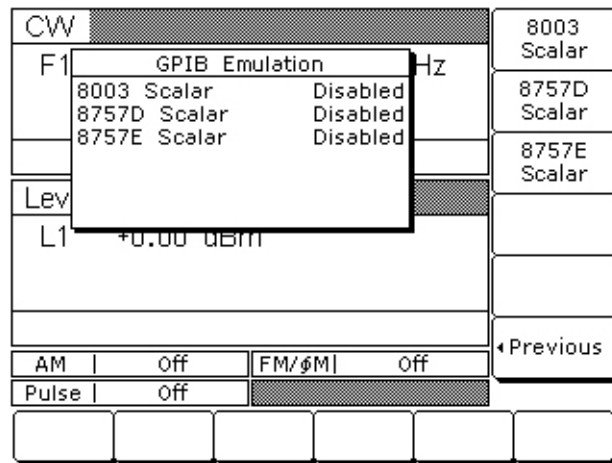 CW
F1
Hz
GPIB Emulation
8003 Scalar Disabled
8757D Scalar Disabled
8757E Scalar Disabled
Lev
L1 +0.00 dBm
AM | Off
FM/ϕM| Off
Pulse | Off
8003
Scalar
8757D
Scalar
8757E
Scalar
◂Previous